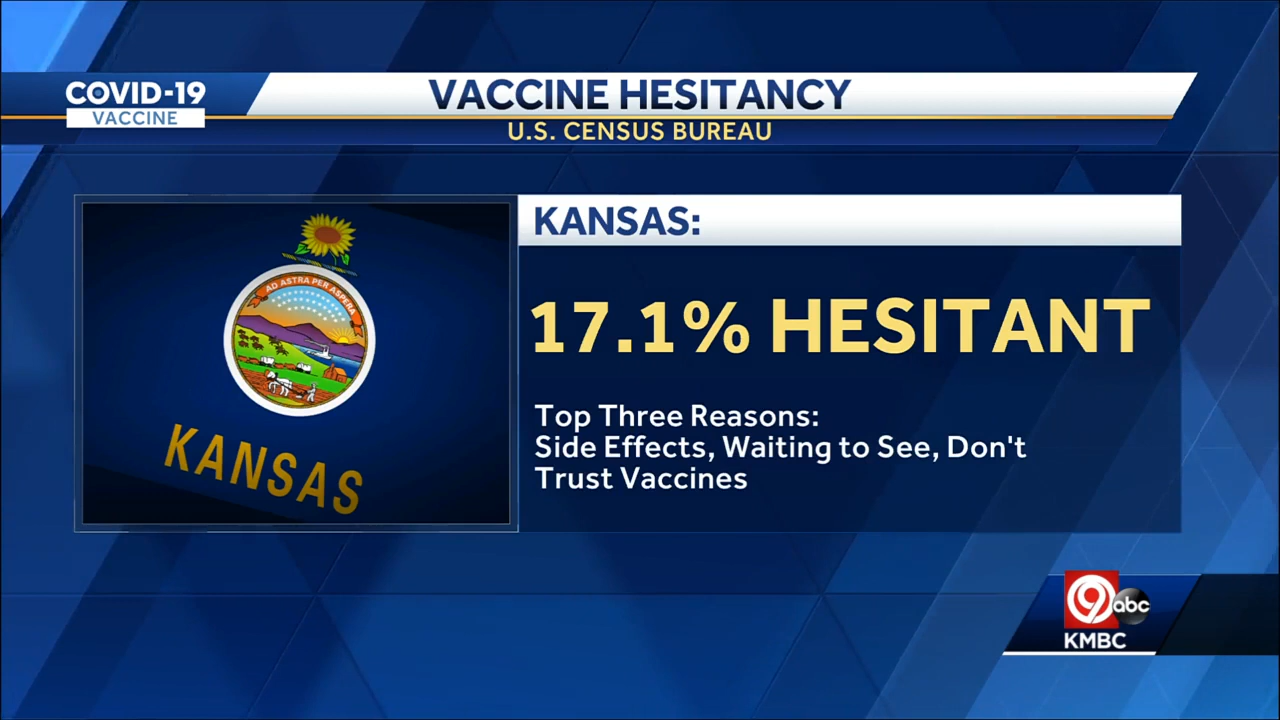 COVID-19
VACCINE
VACCINE HESITANCY
U.S. CENSUS BUREAU
AD ASTRA PER ASPERA
KANSAS
KANSAS:
17.1% HESITANT
Top Three Reasons:
Side Effects, Waiting to See, Don't
Trust Vaccines
9
abc
KMBC